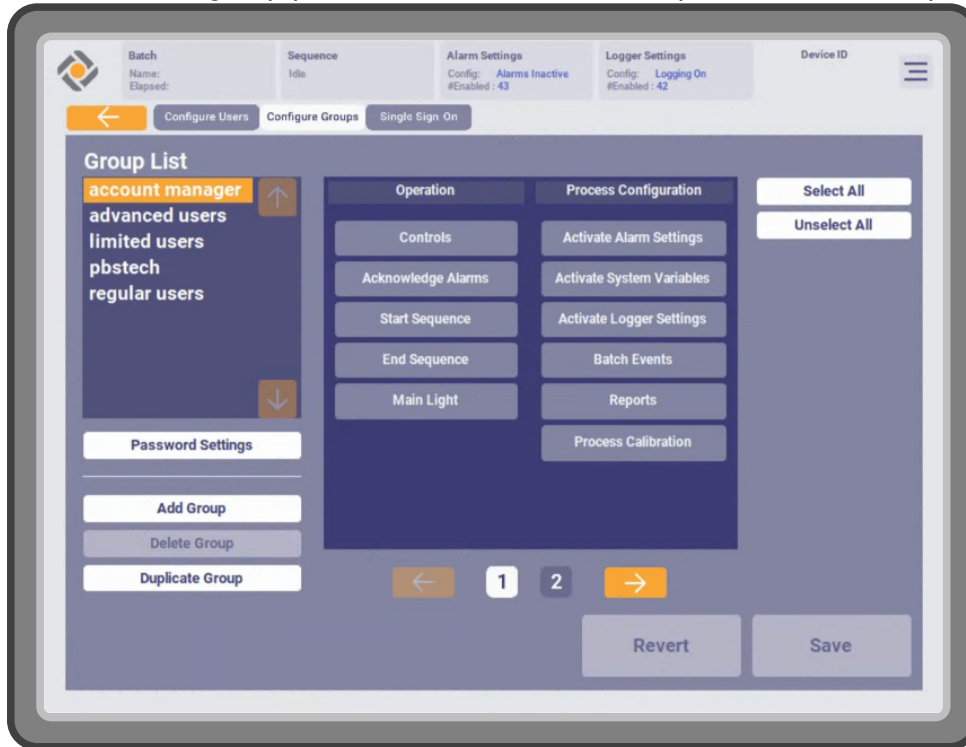 Batch
Name:
Elapsed:
Sequence
Idle
Alarm Settings
Config: Alarms Inactive
#Enabled : 43
Logger Settings
Config: Logging On
#Enabled : 42
Device ID
Configure Users
Configure Groups
Single Sign On
Group List
account manager
advanced users
limited users
pbstech
regular users
Password Settings
Add Group
Delete Group
Duplicate Group
Operation
Controls
Acknowledge Alarms
Start Sequence
End Sequence
Main Light
Process Configuration
Activate Alarm Settings
Activate System Variables
Activate Logger Settings
Batch Events
Reports
Process Calibration
Select All
Unselect All
1
2
Revert
Save